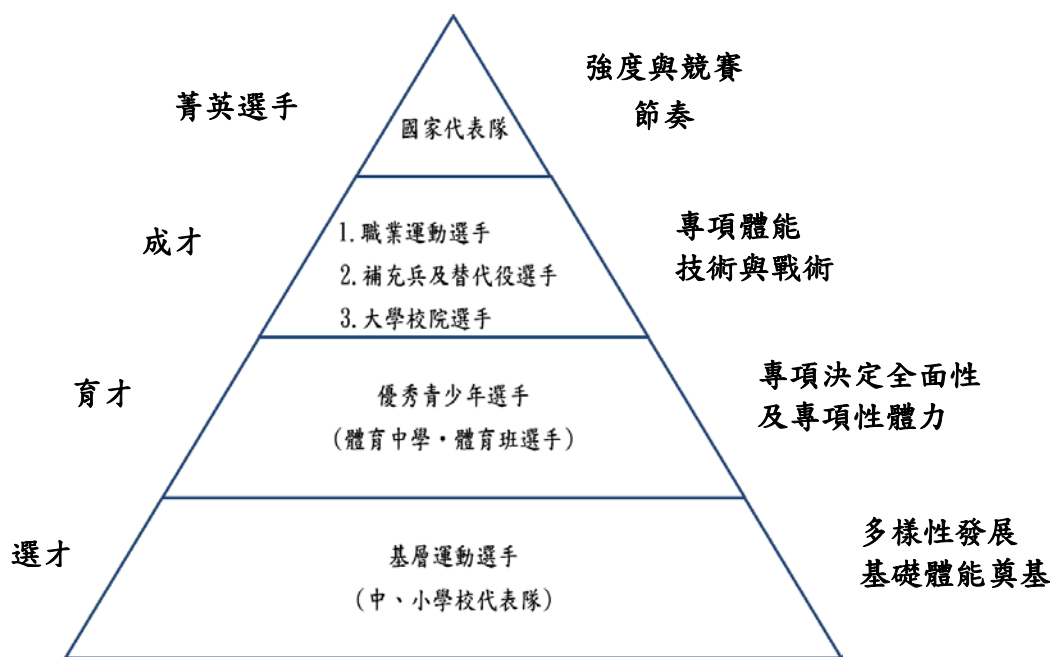 菁英選手
國家代表隊
強度與競賽
節奏
成才
1.職業運動選手
2.補充兵及替代役選手
3.大學校院選手
專項體能
技術與戰術
育才
優秀青少年選手
(體育中學・體育班選手)
專項決定全面性
及專項性體力
選才
基層運動選手
(中、小學校代表隊)
多樣性發展
基礎體能奠基